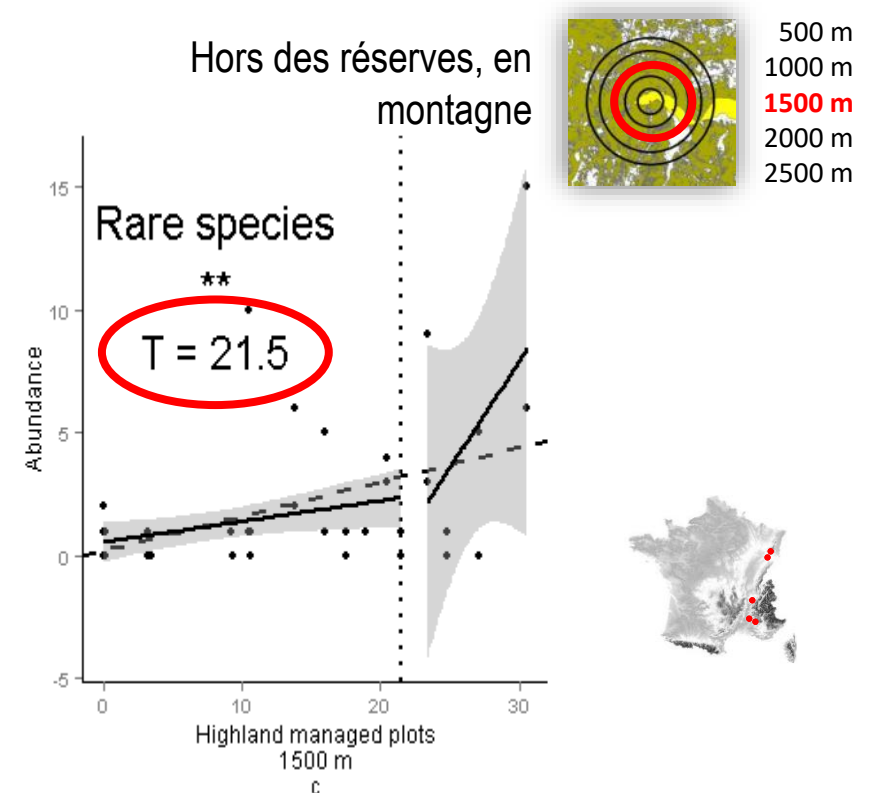 Hors des réserves, en
montagne
500 m
1000 m
1500 m
2000 m
2500 m
Rare species
**
T = 21.5
Abundance
15
10
5
0
-5
0
10
20
30
Highland managed plots
1500 m
c